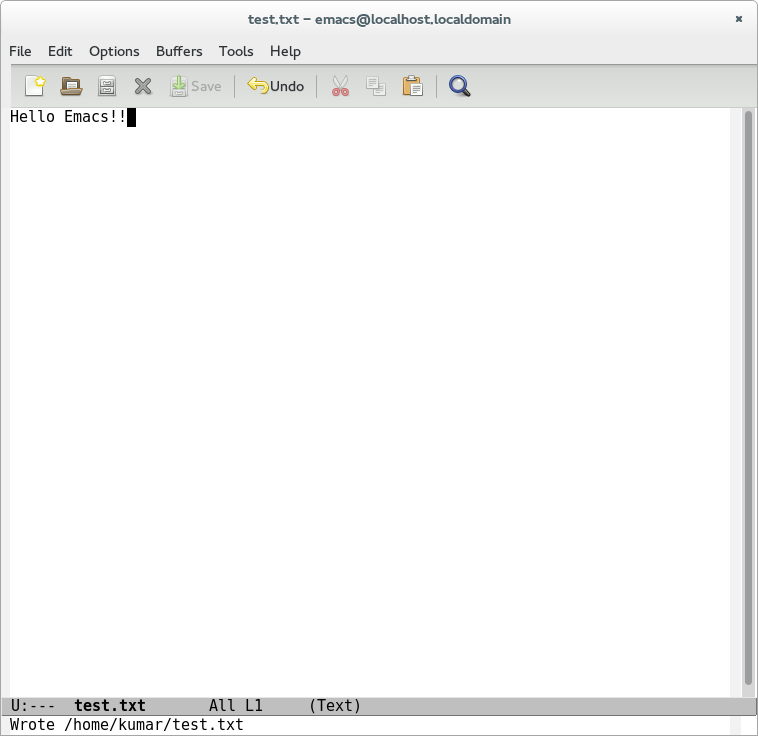 test.txt – emacs@localhost.localdomain
File Edit Options Buffers Tools Help
Save Undo
Hello Emacs!!
U:--- test.txt All L1 (Text)
Wrote /home/kumar/test.txt